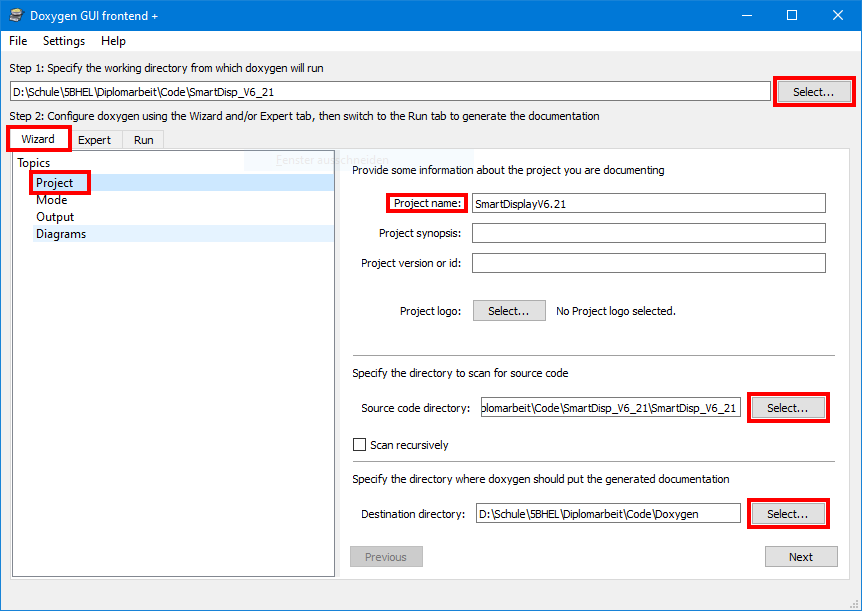 Doxygen GUI frontend +
File Settings Help
Step 1: Specify the working directory from which doxygen will run
D:\Schule\5BHEL\Diplomarbeit\Code\SmartDisp_V6_21 Select...
Step 2: Configure doxygen using the Wizard and/or Expert tab, then switch to the Run tab to generate the documentation
Wizard Expert Run
Fenster ausschneiden
Topics
Project
Mode
Output
Diagrams
Provide some information about the project you are documenting
Project name: SmartDisplayV6.21
Project synopsis:
Project version or id:
Project logo: Select... No Project logo selected.
Specify the directory to scan for source code
Source code directory: plomarbeit\Code\SmartDisp_V6_21\SmartDisp_V6_21 Select...
Scan recursively
Specify the directory where doxygen should put the generated documentation
Destination directory: D:\Schule\5BHEL\Diplomarbeit\Code\Doxygen Select...
Previous Next